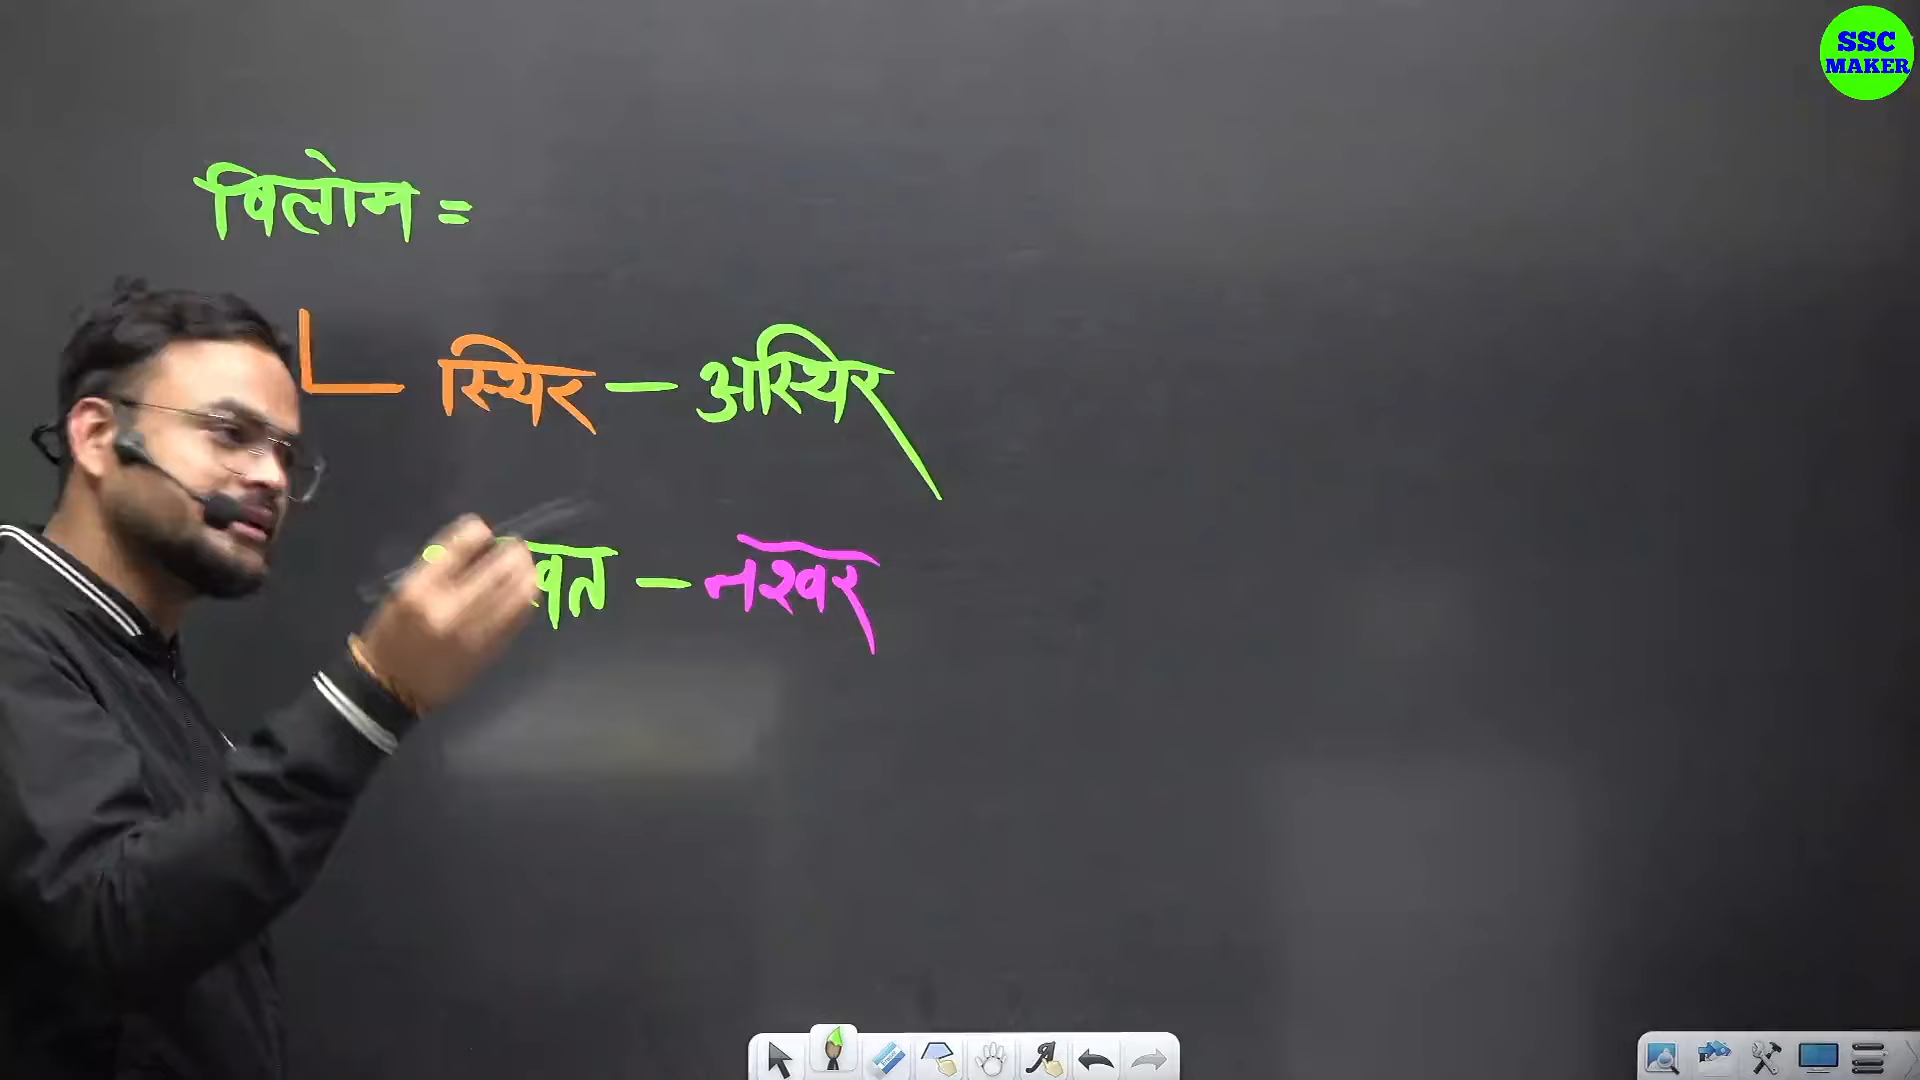 SSC
MAKER
विलोम =
स्थिर - अस्थिर
- नश्वर